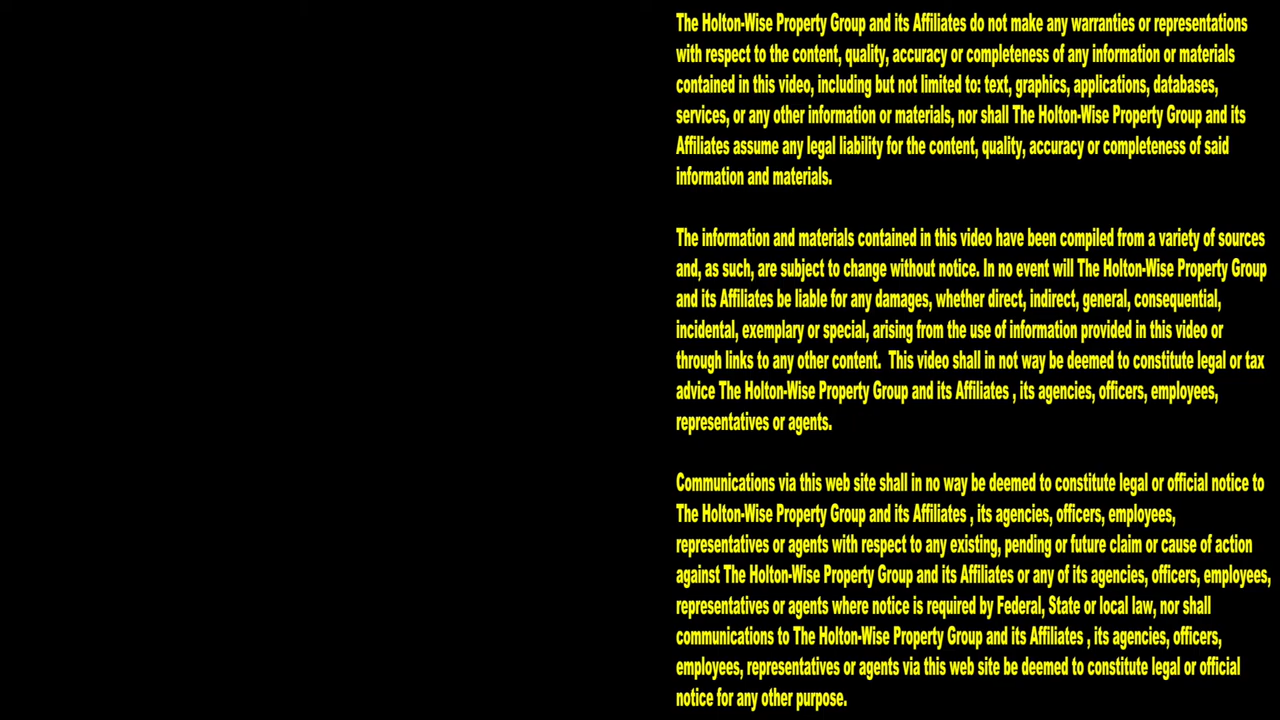 The Holton-Wise Property Group and its Affiliates do not make any warranties or representations
with respect to the content, quality, accuracy or completeness of any information or materials
contained in this video, including but not limited to: text, graphics, applications, databases,
services, or any other information or materials, nor shall The Holton-Wise Property Group and its
Affiliates assume any legal liability for the content, quality, accuracy or completeness of said
information and materials.
The information and materials contained in this video have been compiled from a variety of sources
and, as such, are subject to change without notice. In no event will The Holton-Wise Property Group
and its Affiliates be liable for any damages, whether direct, indirect, general, consequential,
incidental, exemplary or special, arising from the use of information provided in this video or
through links to any other content.  This video shall in not way be deemed to constitute legal or tax
advice The Holton-Wise Property Group and its Affiliates , its agencies, officers, employees,
representatives or agents.
Communications via this web site shall in no way be deemed to constitute legal or official notice to
The Holton-Wise Property Group and its Affiliates , its agencies, officers, employees,
representatives or agents with respect to any existing, pending or future claim or cause of action
against The Holton-Wise Property Group and its Affiliates or any of its agencies, officers, employees,
representatives or agents where notice is required by Federal, State or local law, nor shall
communications to The Holton-Wise Property Group and its Affiliates , its agencies, officers,
employees, representatives or agents via this web site be deemed to constitute legal or official
notice for any other purpose.